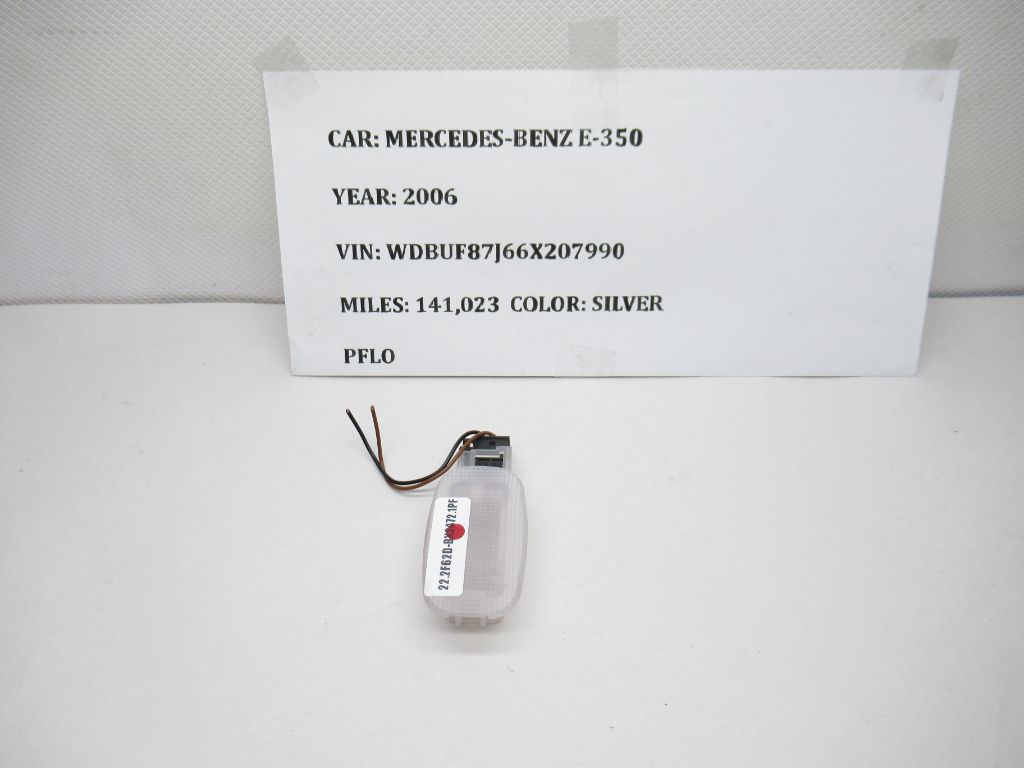 CAR: MERCEDES-BENZ E-350
YEAR: 2006
VIN: WDBUF87J66X207990
MILES: 141,023 COLOR: SILVER
PFLO